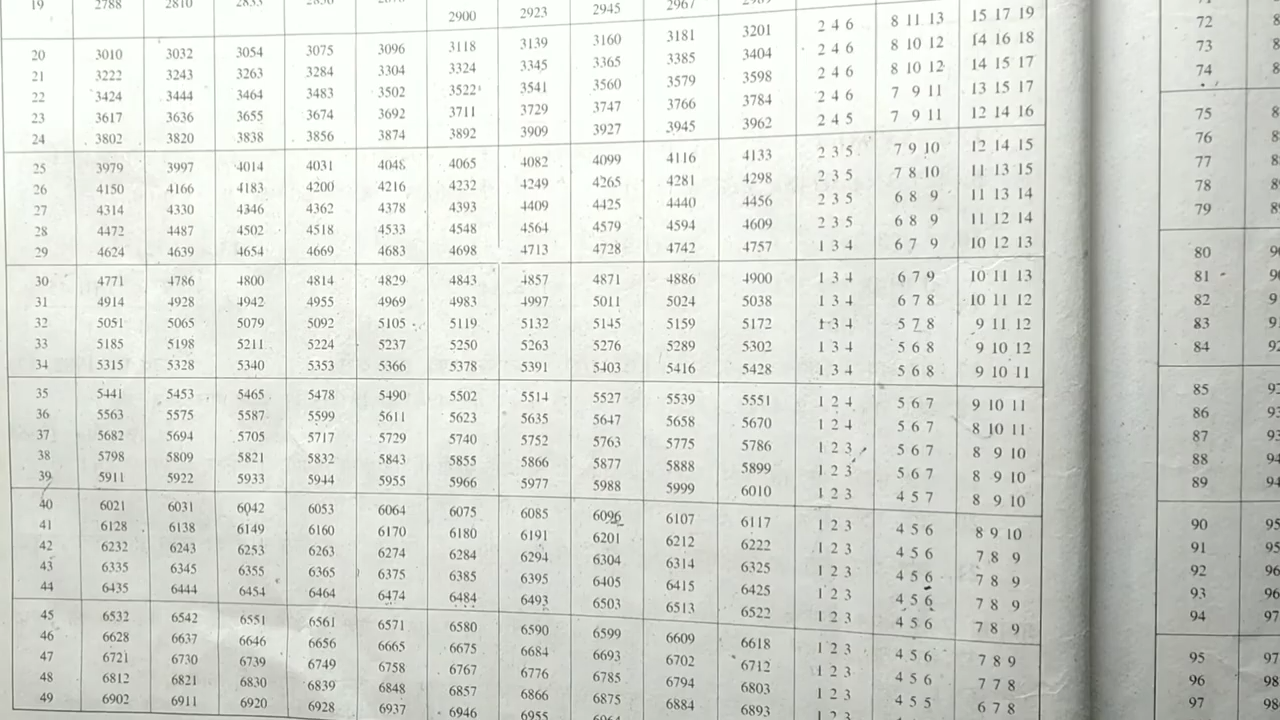 19 2788 2810 2900 2923 2945 2967 8 11 13 15 17 19
20 3010 3032 3054 3075 3096 3118 3139 3160 3181 3201 2 4 6 8 10 12 14 16 18
21 3222 3243 3263 3284 3304 3324 3345 3365 3385 3404 2 4 6 8 10 12 14 15 17
22 3424 3444 3464 3483 3502 3522 3541 3560 3579 3598 2 4 6 7 9 11 13 15 17
23 3617 3636 3655 3674 3692 3711 3729 3747 3766 3784 2 4 6 7 9 11 12 14 16
24 3802 3820 3838 3856 3874 3892 3909 3927 3945 3962 2 4 5
25 3979 3997 4014 4031 4048 4065 4082 4099 4116 4133 2 3 5 7 9 10 12 14 15
26 4150 4166 4183 4200 4216 4232 4249 4265 4281 4298 2 3 5 7 8 10 11 13 15
27 4314 4330 4346 4362 4378 4393 4409 4425 4440 4456 2 3 5 6 8 9 11 13 14
28 4472 4487 4502 4518 4533 4548 4564 4579 4594 4609 2 3 5 6 8 9 11 12 14
29 4624 4639 4654 4669 4683 4698 4713 4728 4742 4757 1 3 4 6 7 9 10 12 13
30 4771 4786 4800 4814 4829 4843 4857 4871 4886 4900 1 3 4 6 7 9 10 11 13
31 4914 4928 4942 4955 4969 4983 4997 5011 5024 5038 1 3 4 6 7 8 10 11 12
32 5051 5065 5079 5092 5105 5119 5132 5145 5159 5172 1 3 4 5 7 8 9 11 12
33 5185 5198 5211 5224 5237 5250 5263 5276 5289 5302 1 3 4 5 6 8 9 10 12
34 5315 5328 5340 5353 5366 5378 5391 5403 5416 5428 1 3 4 5 6 8 9 10 11
35 5441 5453 5465 5478 5490 5502 5514 5527 5539 5551 1 2 4 5 6 7 9 10 11
36 5563 5575 5587 5599 5611 5623 5635 5647 5658 5670 1 2 4 5 6 7 8 10 11
37 5682 5694 5705 5717 5729 5740 5752 5763 5775 5786 1 2 3 5 6 7 8 9 10
38 5798 5809 5821 5832 5843 5855 5866 5877 5888 5899 1 2 3 5 6 7 8 9 10
39 5911 5922 5933 5944 5955 5966 5977 5988 5999 6010 1 2 3 4 5 7 8 9 10
40 6021 6031 6042 6053 6064 6075 6085 6096 6107 6117 1 2 3 4 5 6 8 9 10
41 6128 6138 6149 6160 6170 6180 6191 6201 6212 6222 1 2 3 4 5 6 7 8 9
42 6232 6243 6253 6263 6274 6284 6294 6304 6314 6325 1 2 3 4 5 6 7 8 9
43 6335 6345 6355 6365 6375 6385 6395 6405 6415 6425 1 2 3 4 5 6 7 8 9
44 6435 6444 6454 6464 6474 6484 6493 6503 6513 6522 1 2 3 4 5 6 7 8 9
45 6532 6542 6551 6561 6571 6580 6590 6599 6609 6618 1 2 3 4 5 6 7 8 9
46 6628 6637 6646 6656 6665 6675 6684 6693 6702 6712 1 2 3 4 5 6 7 7 8
47 6721 6730 6739 6749 6758 6767 6776 6785 6794 6803 1 2 3 4 5 5 6 7 8
48 6812 6821 6830 6839 6848 6857 6866 6875 6884 6893
49 6902 6911 6920 6928 6937 6946 6955
72
73
74
75
76
77
78
79
80
81
82
83
84
85
86
87
88
89
90 95
91 95
92 96
93 96
94 97
95 97
96 98
97 98